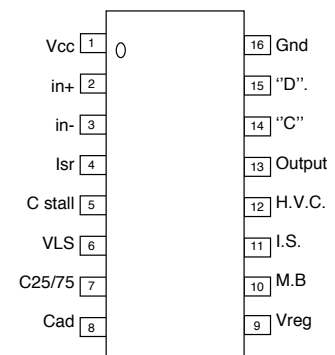 Vcc 1 16 Gnd
in+ 2 15 ‘’D’’.
in- 3 14 ‘’C’’
Isr 4 13 Output
C stall 5 12 H.V.C.
VLS 6 11 I.S.
C25/75 7 10 M.B
Cad 8 9 Vreg